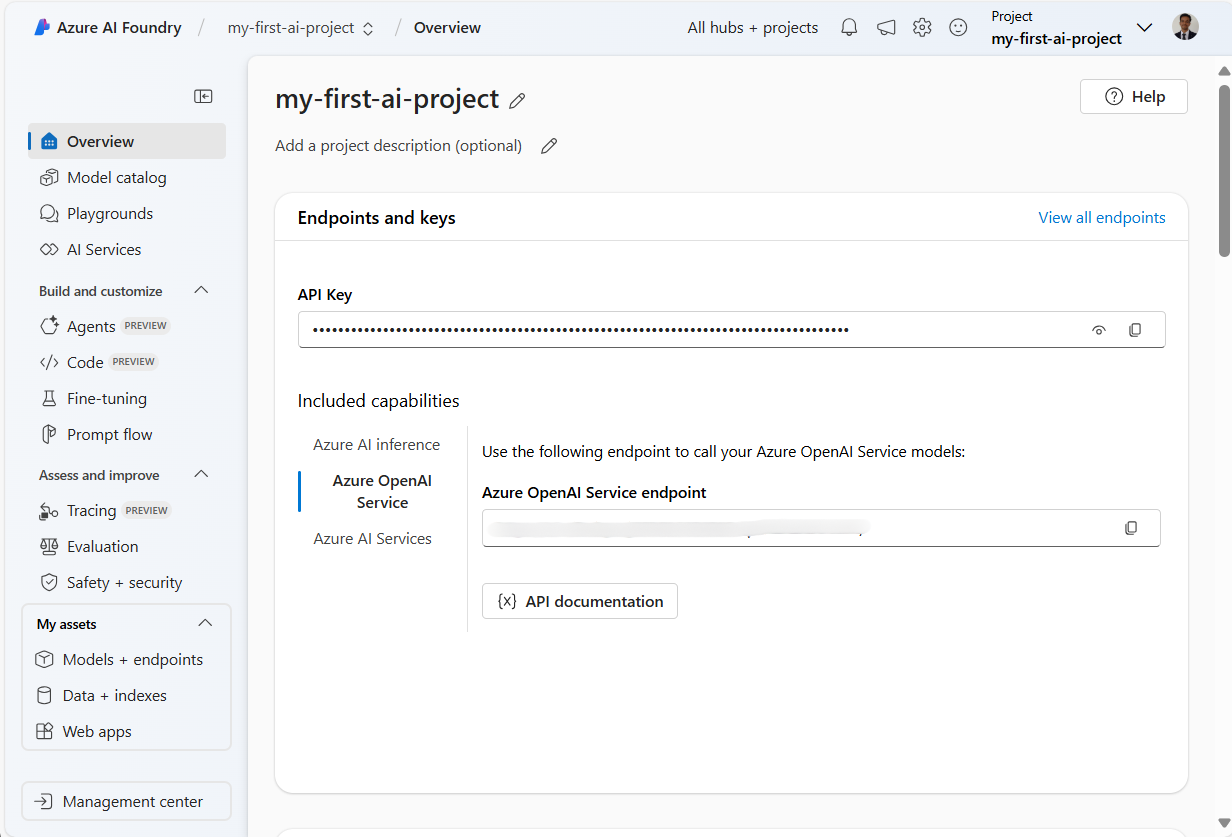 Azure AI Foundry / my-first-ai-project / Overview
All hubs + projects
Project
my-first-ai-project
my-first-ai-project
Help
Add a project description (optional)
Overview
Model catalog
Playgrounds
AI Services
Build and customize
Agents PREVIEW
Code PREVIEW
Fine-tuning
Prompt flow
Assess and improve
Tracing PREVIEW
Evaluation
Safety + security
My assets
Models + endpoints
Data + indexes
Web apps
Management center
Endpoints and keys
View all endpoints
API Key
Included capabilities
Azure AI inference
Azure OpenAI
Service
Azure AI Services
Use the following endpoint to call your Azure OpenAI Service models:
Azure OpenAI Service endpoint
{x} API documentation